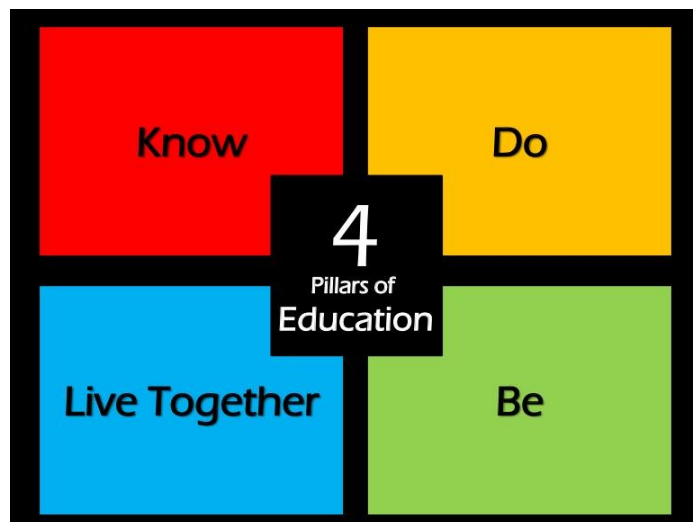 Know
Do
4
Pillars of
Education
Live Together
Be